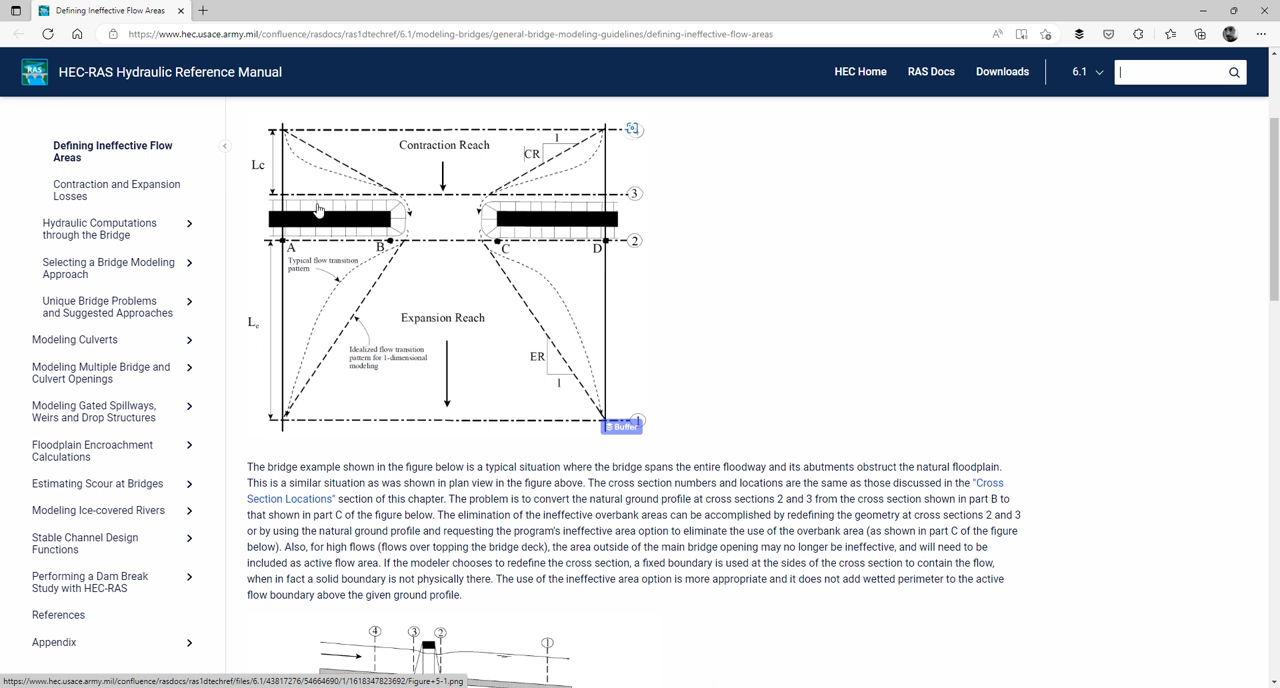 Defining Ineffective Flow Areas
https://www.hec.usace.army.mil/confluence/rasdocs/ras1dtechref/6.1/modeling-bridges/general-bridge-modeling-guidelines/defining-ineffective-flow-areas
RAS
HEC-RAS Hydraulic Reference Manual
HEC Home
RAS Docs
Downloads
6.1
Defining Ineffective Flow
Areas
Contraction and Expansion
Losses
Hydraulic Computations
through the Bridge
Selecting a Bridge Modeling
Approach
Unique Bridge Problems
and Suggested Approaches
Modeling Culverts
Modeling Multiple Bridge and
Culvert Openings
Modeling Gated Spillways,
Weirs and Drop Structures
Floodplain Encroachment
Calculations
Estimating Scour at Bridges
Modeling Ice-covered Rivers
Stable Channel Design
Functions
Performing a Dam Break
Study with HEC-RAS
References
Appendix
Contraction Reach
1
CR
Lc
3
2
A
B
C
D
Typical flow transition
pattern
Le
Expansion Reach
Idealized flow transition
pattern for 1-dimensional
modeling
ER
1
1
Buffer
The bridge example shown in the figure below is a typical situation where the bridge spans the entire floodway and its abutments obstruct the natural floodplain.
This is a similar situation as was shown in plan view in the figure above. The cross section numbers and locations are the same as those discussed in the "Cross
Section Locations" section of this chapter. The problem is to convert the natural ground profile at cross sections 2 and 3 from the cross section shown in part B to
that shown in part C of the figure below. The elimination of the ineffective overbank areas can be accomplished by redefining the geometry at cross sections 2 and 3
or by using the natural ground profile and requesting the program's ineffective area option to eliminate the use of the overbank area (as shown in part C of the figure
below). Also, for high flows (flows over topping the bridge deck), the area outside of the main bridge opening may no longer be ineffective, and will need to be
included as active flow area. If the modeler chooses to redefine the cross section, a fixed boundary is used at the sides of the cross section to contain the flow,
when in fact a solid boundary is not physically there. The use of the ineffective area option is more appropriate and it does not add wetted perimeter to the active
flow boundary above the given ground profile.
4
3
2
1
https://www.hec.usace.army.mil/confluence/rasdocs/ras1dtechref/files/6.1/43817276/54664690/1/1618347823692/Figure+5-1.png